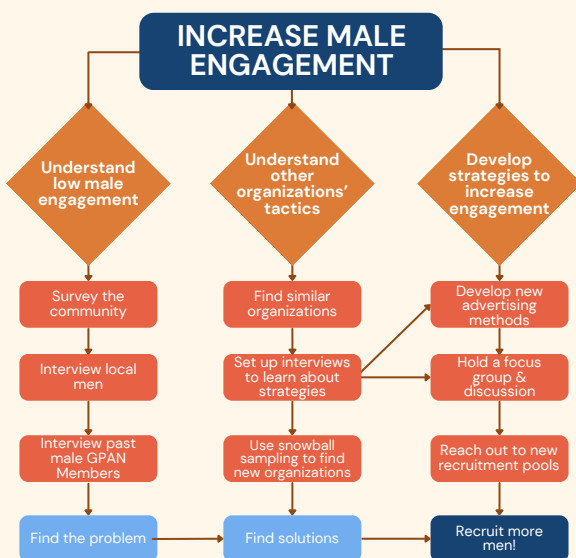 INCREASE MALE
ENGAGEMENT
Understand
low male
engagement
Understand
other
organizations’
tactics
Develop
strategies to
increase
engagement
Survey the
community
Find similar
organizations
Develop new
advertising
methods
Interview local
men
Set up interviews
to learn about
strategies
Hold a focus
group &
discussion
Interview past
male GPAN
Members
Use snowball
sampling to find
new organizations
Reach out to new
recruitment pools
Find the problem
Find solutions
Recruit more
men!